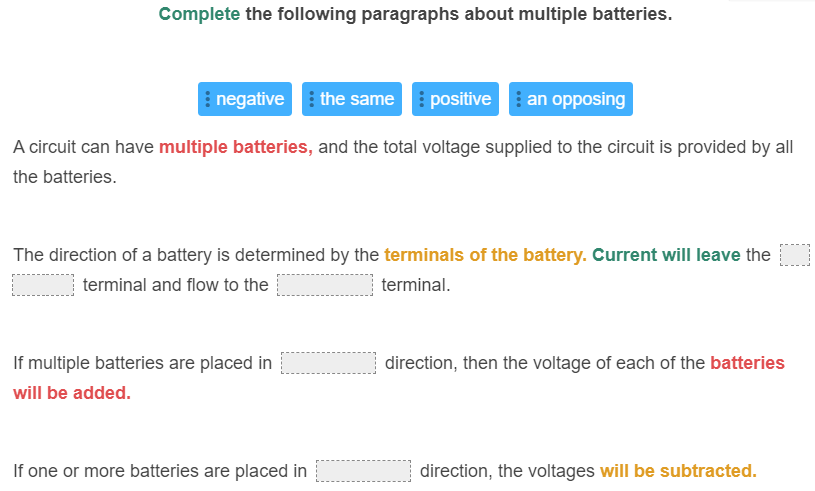 Complete the following paragraphs about multiple batteries.
negative the same positive an opposing
A circuit can have multiple batteries, and the total voltage supplied to the circuit is provided by all
the batteries.
The direction of a battery is determined by the terminals of the battery. Current will leave the
terminal and flow to the terminal.
If multiple batteries are placed in direction, then the voltage of each of the batteries
will be added.
If one or more batteries are placed in direction, the voltages will be subtracted.